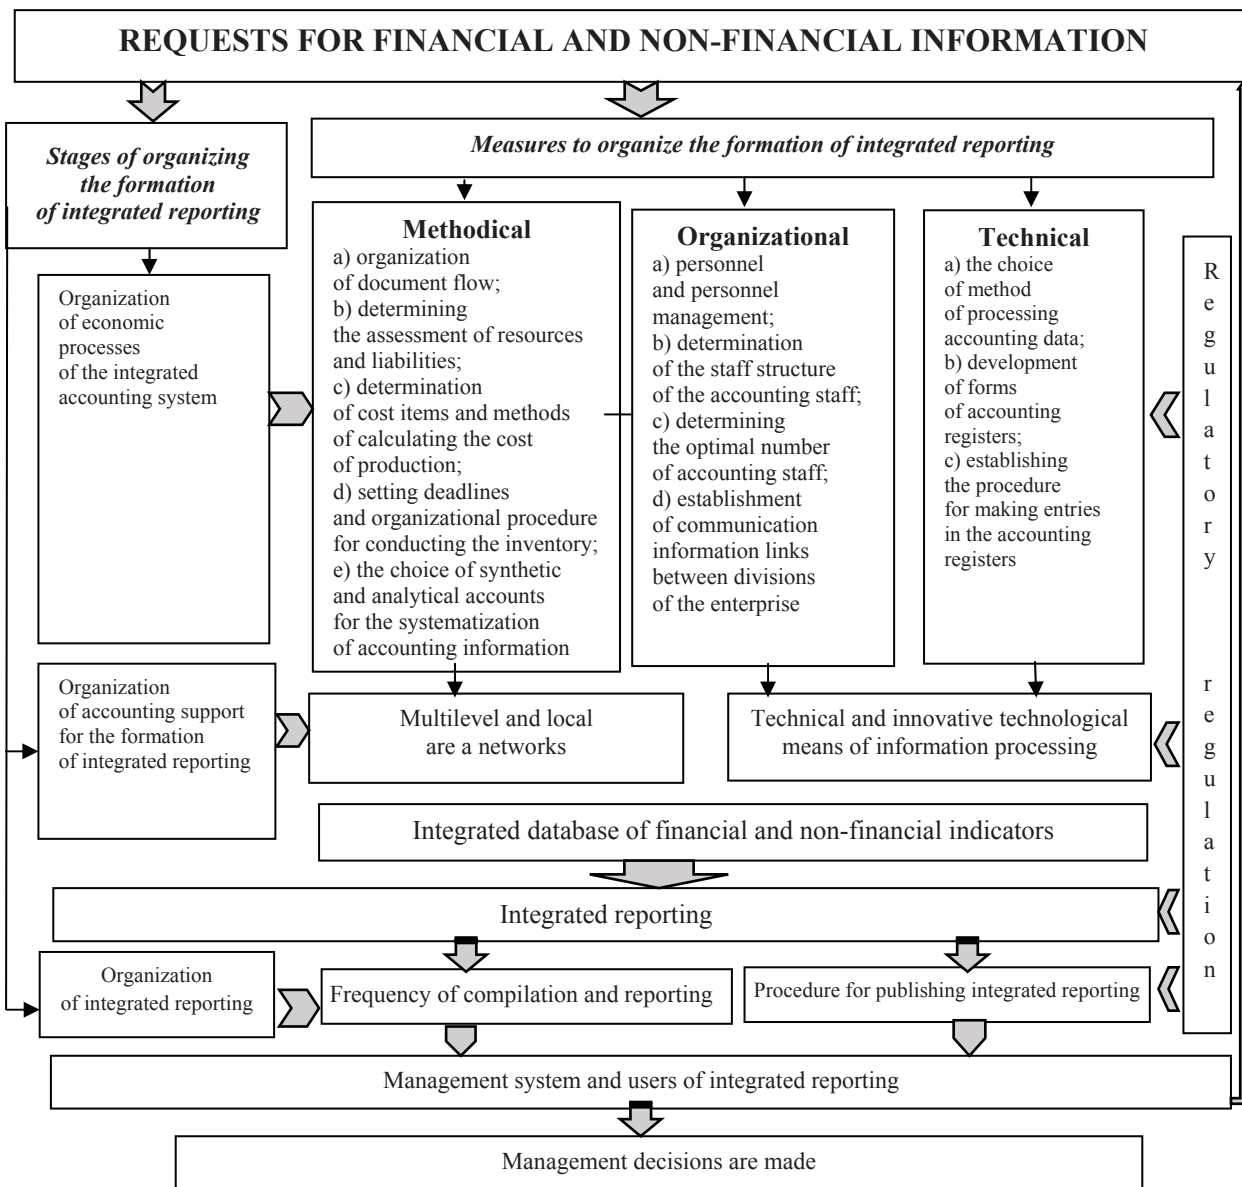 REQUESTS FOR FINANCIAL AND NON-FINANCIAL INFORMATION
Stages of organizing
the formation
of integrated reporting
Measures to organize the formation of integrated reporting
Organization
of economic
processes
of the integrated
accounting system
Methodical
a) organization
of document flow;
b) determining
the assessment of resources
and liabilities;
c) determination
of cost items and methods
of calculating the cost
of production;
d) setting deadlines
and organizational procedure
for conducting the inventory;
e) the choice of synthetic
and analytical accounts
for the systematization
of accounting information
Organizational
a) personnel
and personnel
management;
b) determination
of the staff structure
of the accounting staff;
c) determining
the optimal number
of accounting staff;
d) establishment
of communication
information links
between divisions
of the enterprise
Technical
a) the choice
of method
of processing
accounting data;
b) development
of forms
of accounting
registers;
c) establishing
the procedure
for making entries
in the accounting
registers
Regulatory regulation
Organization
of accounting support
for the formation
of integrated reporting
Multilevel and local
are a networks
Technical and innovative technological
means of information processing
Integrated database of financial and non-financial indicators
Integrated reporting
Organization
of integrated reporting
Frequency of compilation and reporting
Procedure for publishing integrated reporting
Management system and users of integrated reporting
Management decisions are made